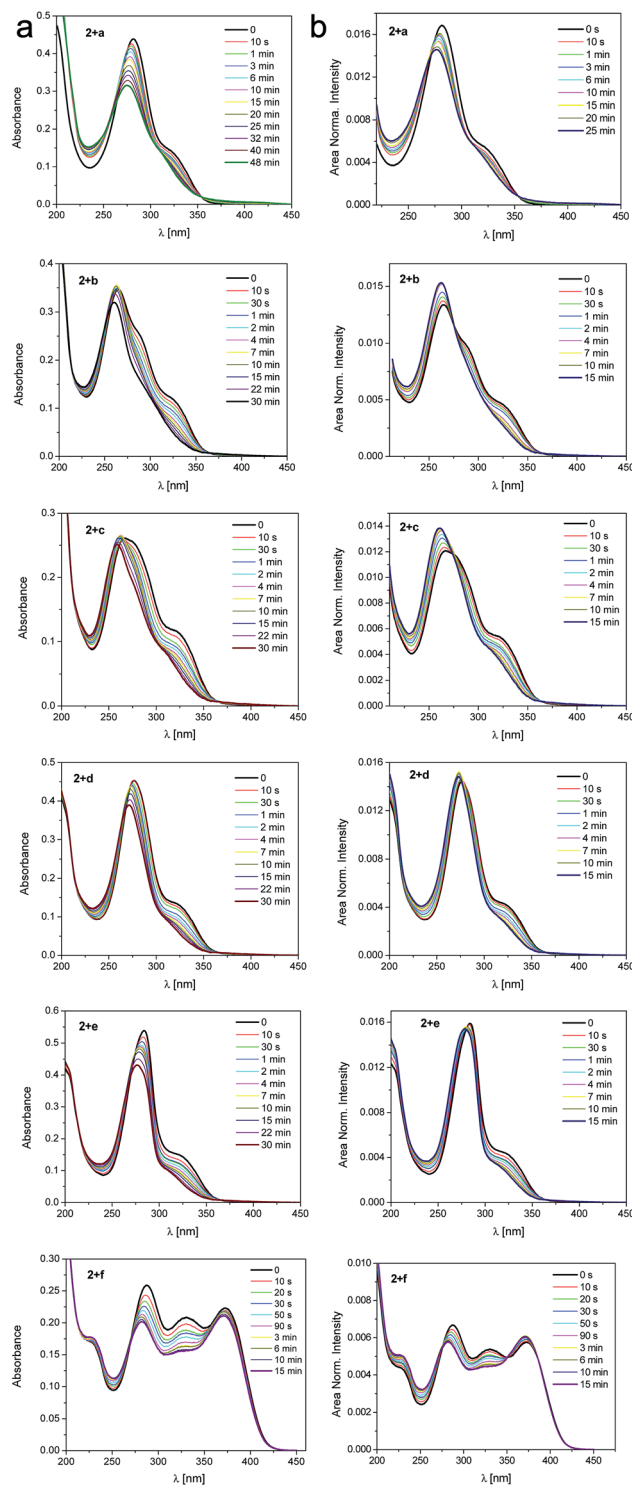 a
2+a
Absorbance
0.5
0.4
0.3
0.2
0.1
0.0
0
10 s
1 min
3 min
6 min
10 min
15 min
20 min
25 min
32 min
40 min
48 min
200 250 300 350 400 450
λ [nm]
b
2+a
Area Norma. Intensity
0.016
0.012
0.008
0.004
0.000
0 s
10 s
1 min
3 min
6 min
10 min
15 min
20 min
25 min
250 300 350 400 450
λ [nm]
2+b
Absorbance
0.4
0.3
0.2
0.1
0.0
0
10 s
30 s
1 min
2 min
4 min
7 min
10 min
15 min
22 min
30 min
200 250 300 350 400 450
λ [nm]
2+b
Area Norm. Intensity
0.015
0.010
0.005
0.000
0
10 s
30 s
1 min
2 min
4 min
7 min
10 min
15 min
250 300 350 400 450
λ [nm]
2+c
Absorbance
0.3
0.2
0.1
0.0
0
10 s
30 s
1 min
2 min
4 min
7 min
10 min
15 min
22 min
30 min
200 250 300 350 400 450
λ [nm]
2+c
Area Norm. Intensity
0.014
0.012
0.010
0.008
0.006
0.004
0.002
0.000
0
10 s
30 s
1 min
2 min
4 min
7 min
10 min
15 min
200 250 300 350 400 450
λ [nm]
2+d
Absorbance
0.5
0.4
0.3
0.2
0.1
0.0
0
10 s
30 s
1 min
2 min
4 min
7 min
10 min
15 min
22 min
30 min
200 250 300 350 400 450
λ [nm]
2+d
Area Norm. Intensity
0.016
0.012
0.008
0.004
0.000
0
10 s
30 s
1 min
2 min
4 min
7 min
10 min
15 min
200 250 300 350 400 450
λ [nm]
2+e
Absorbance
0.6
0.5
0.4
0.3
0.2
0.1
0.0
0
10 s
30 s
1 min
2 min
4 min
7 min
10 min
15 min
22 min
30 min
200 250 300 350 400 450
λ [nm]
2+e
Area Norm. Intensity
0.016
0.012
0.008
0.004
0.000
0
10 s
30 s
1 min
2 min
4 min
7 min
10 min
15 min
200 250 300 350 400 450
λ [nm]
2+f
Absorbance
0.30
0.25
0.20
0.15
0.10
0.05
0.00
0
10 s
20 s
30 s
50 s
90 s
3 min
6 min
10 min
15 min
200 250 300 350 400 450
λ [nm]
2+f
Area Norm. Intensity
0.010
0.008
0.006
0.004
0.002
0.000
0 s
10 s
20 s
30 s
50 s
90 s
3 min
6 min
10 min
15 min
200 250 300 350 400 450
λ [nm]